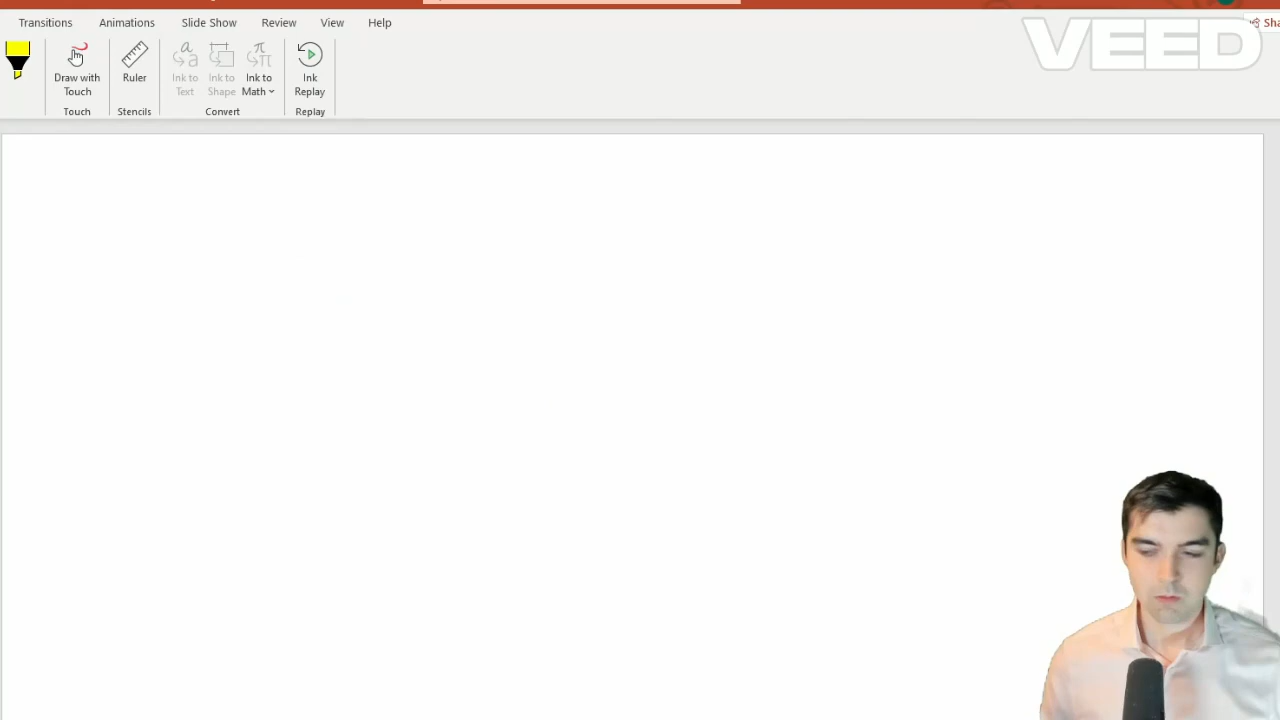 Transitions Animations Slide Show Review View Help
VEED
Sha
Draw with Touch
Ruler
Ink to Text
Ink to Shape
Ink to Math
Ink Replay
Touch Stencils Convert Replay